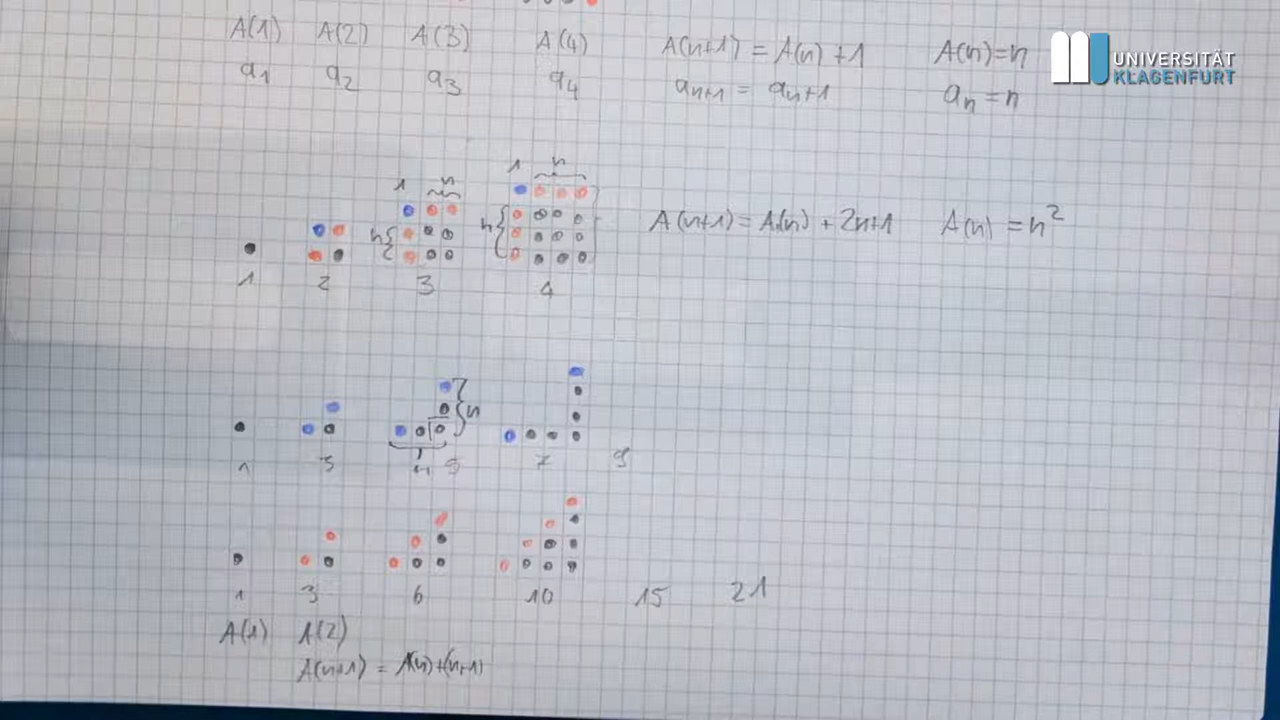 A(1) A(2) A(3) A(4) A(n+1) = A(n) +1 A(n)=n
a1 a2 a3 a4 an+1 = an+1 an=n
UNIVERSITÄT
KLAGENFURT
1 n 1 n
n n
A(n+1) = A(n) + 2n+1 A(n) = n²
1 2 3 4
n
n
1 3 5 7 9
1 3 6 10 15 21
A(1) A(2)
A(n+1) = A(n)+(n+1)